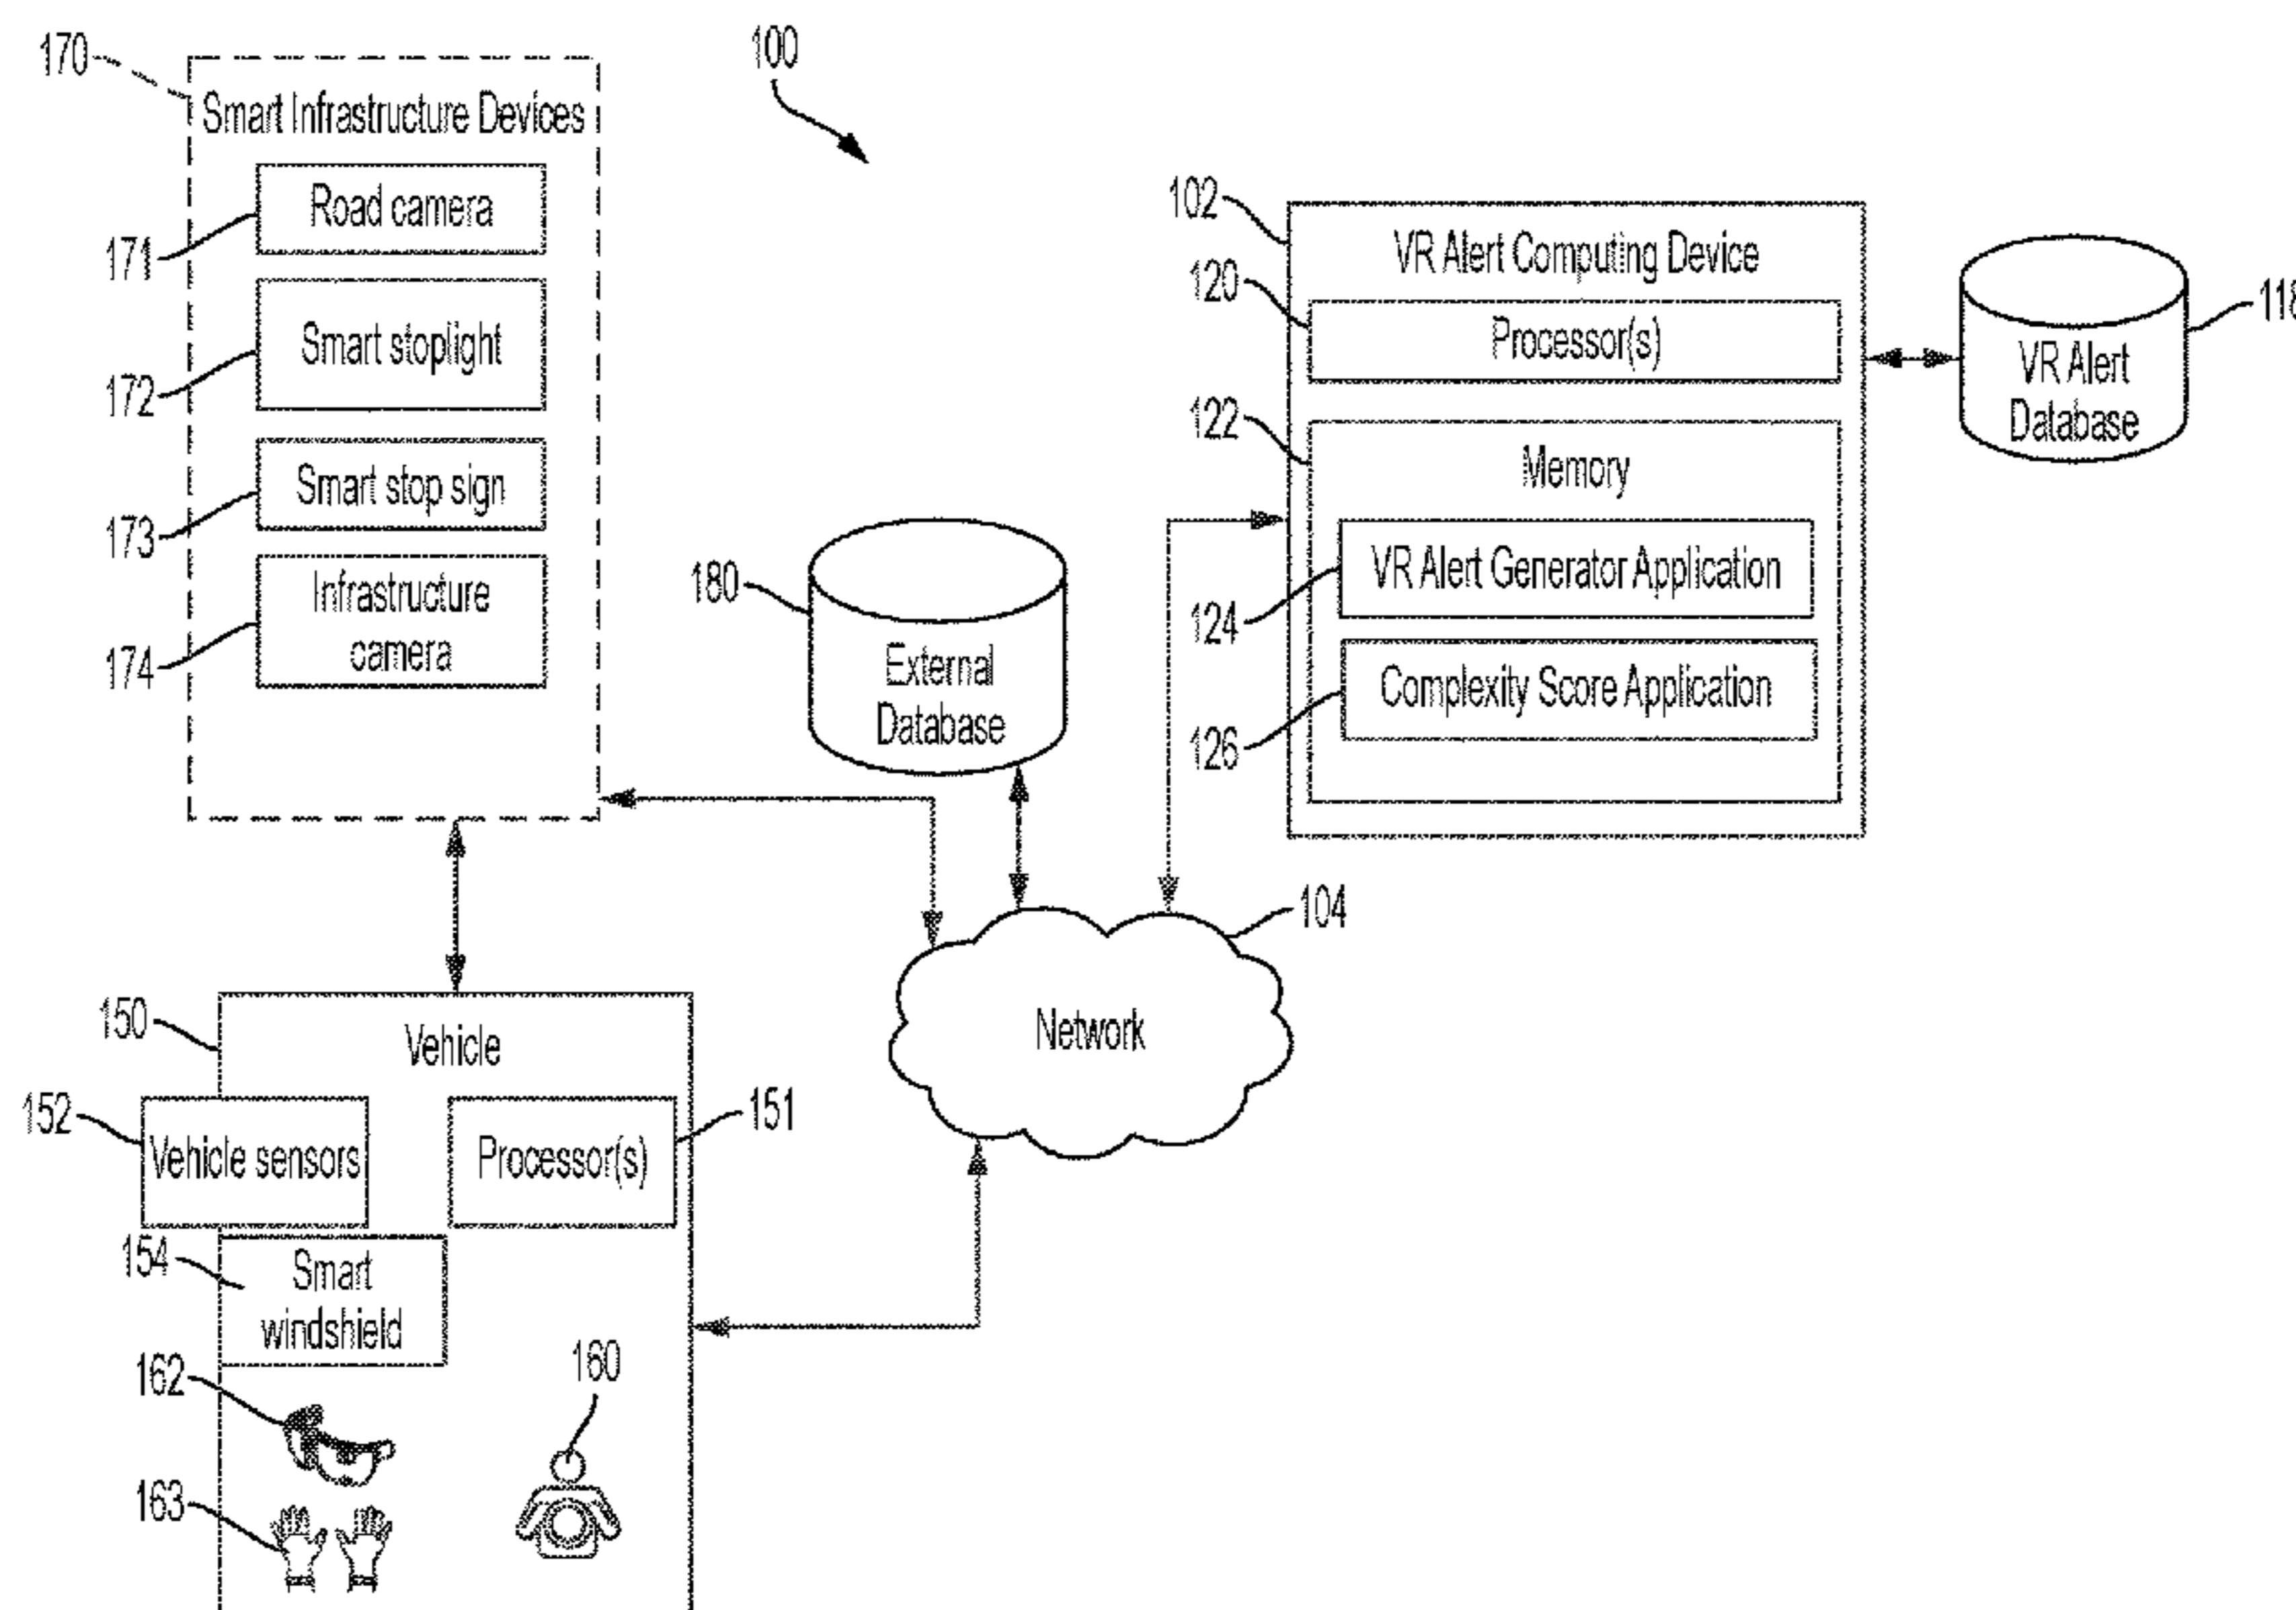 100
170
Smart Infrastructure Devices
Road camera
171
Smart stoplight
172
Smart stop sign
173
Infrastructure
camera
174
102
VR Alert Computing Device
120
Processor(s)
122
Memory
VR Alert Generator Application
124
Complexity Score Application
126
VR Alert
Database
118
180
External
Database
104
Network
150
Vehicle
152
Vehicle sensors
Processor(s)
151
154
Smart
windshield
162
160
163